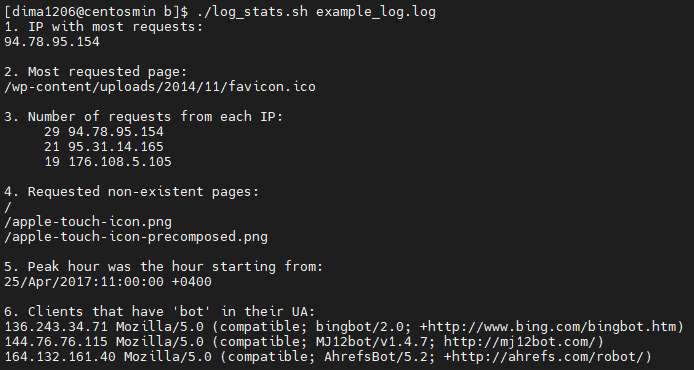 [dima1206@centosmin b]$ ./log_stats.sh example_log.log
1. IP with most requests:
94.78.95.154

2. Most requested page:
/wp-content/uploads/2014/11/favicon.ico

3. Number of requests from each IP:
     29 94.78.95.154
     21 95.31.14.165
     19 176.108.5.105

4. Requested non-existent pages:
/
/apple-touch-icon.png
/apple-touch-icon-precomposed.png

5. Peak hour was the hour starting from:
25/Apr/2017:11:00:00 +0400

6. Clients that have 'bot' in their UA:
136.243.34.71 Mozilla/5.0 (compatible; bingbot/2.0; +http://www.bing.com/bingbot.htm)
144.76.76.115 Mozilla/5.0 (compatible; MJ12bot/v1.4.7; http://mj12bot.com/)
164.132.161.40 Mozilla/5.0 (compatible; AhrefsBot/5.2; +http://ahrefs.com/robot/)